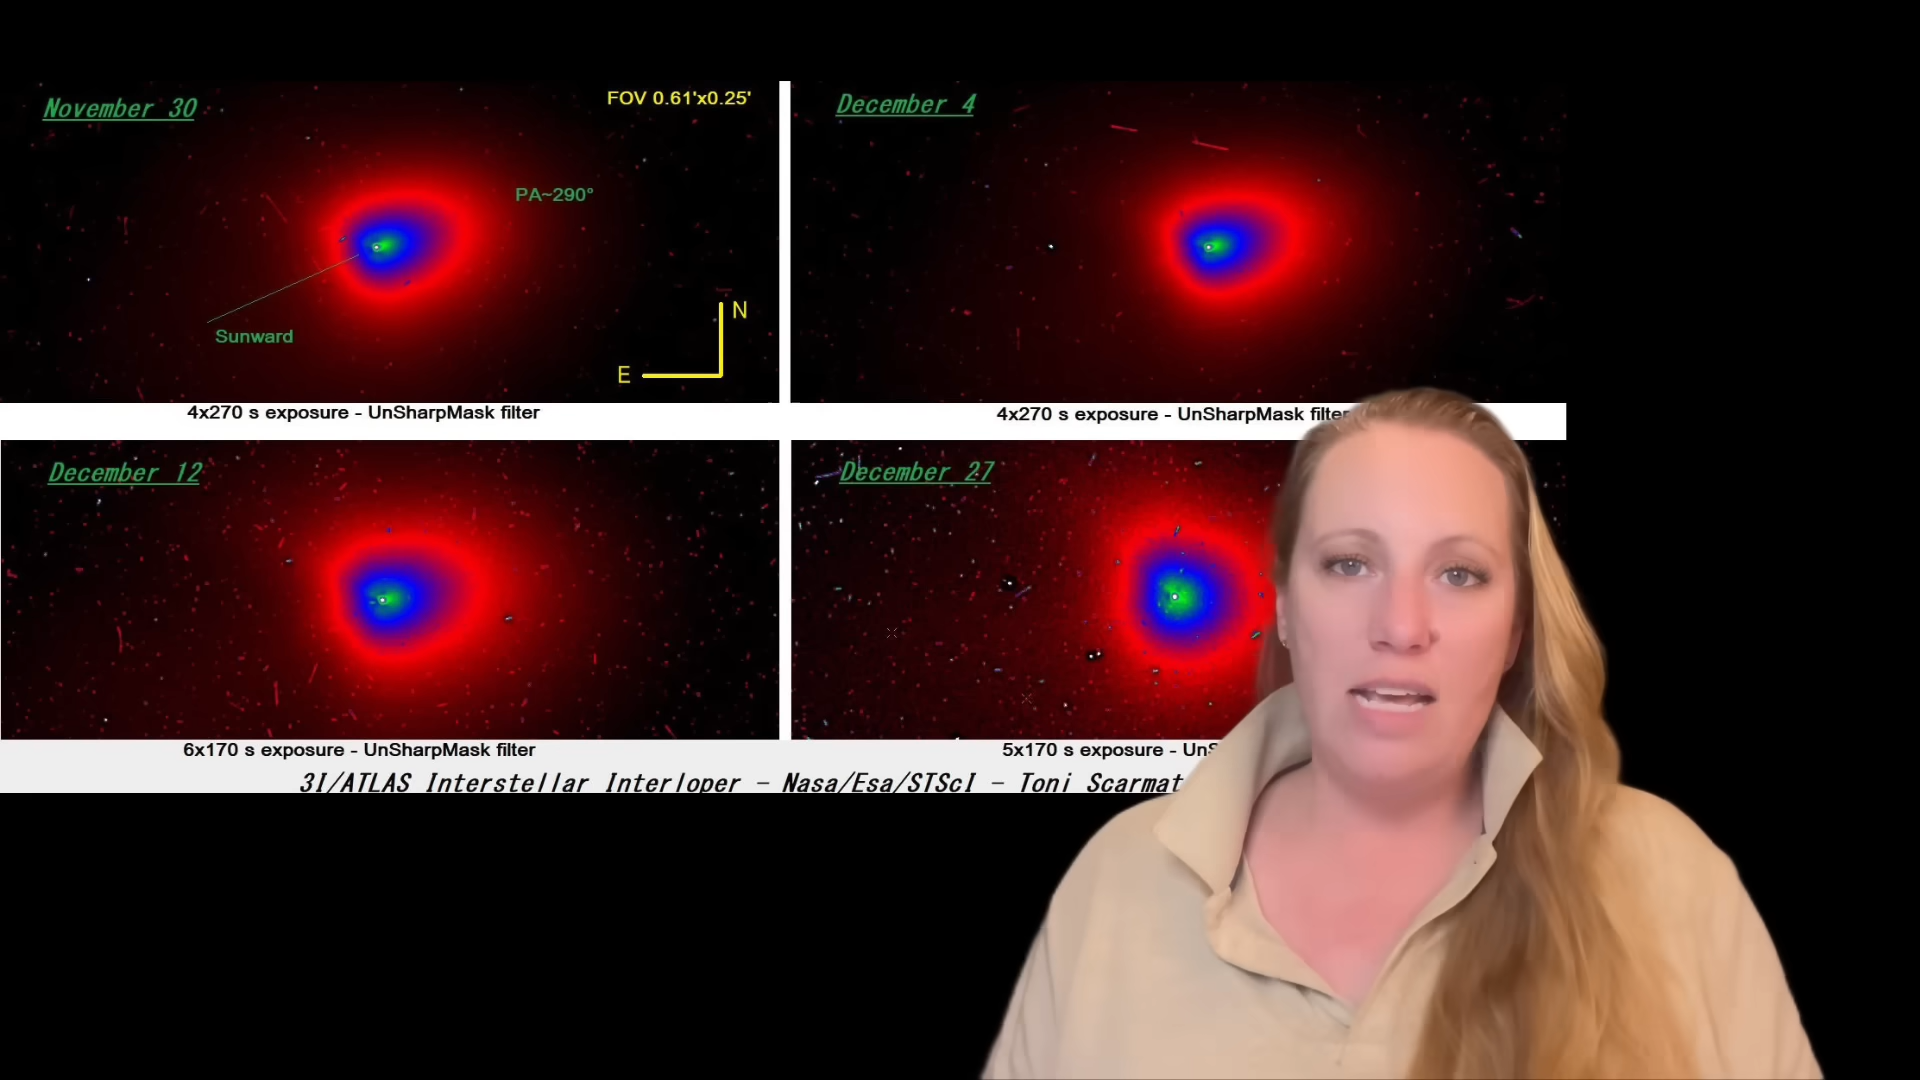 November 30
FOV 0.61'x0.25'
PA~290°
Sunward
N
E
4x270 s exposure - UnSharpMask filter
December 4
4x270 s exposure - UnSharpMask filter
December 12
6x170 s exposure - UnSharpMask filter
December 27
5x170 s exposure -
3I/ATLAS Interstellar Interloper - Nasa/Esa/STScI - Toni